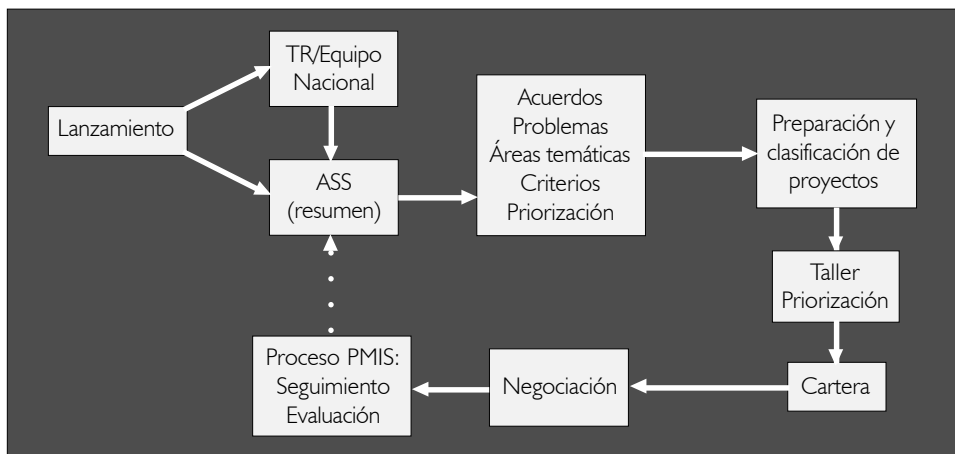 Lanzamiento
TR/Equipo
Nacional
ASS
(resumen)
Acuerdos
Problemas
Áreas temáticas
Criterios
Priorización
Preparación y
clasificación de
proyectos
Taller
Priorización
Cartera
Negociación
Proceso PMIS:
Seguimiento
Evaluación